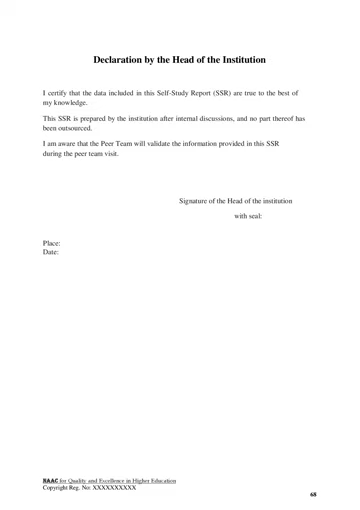 Declaration by the Head of the Institution
I certify that the data included in this Self-Study Report (SSR) are true to the best of
my knowledge.
This SSR is prepared by the institution after internal discussions, and no part thereof has
been outsourced.
I am aware that the Peer Team will validate the information provided in this SSR
during the peer team visit.
Signature of the Head of the institution
with seal:
Place:
Date:
NAAC for Quality and Excellence in Higher Education
Copyright Reg. No: XXXXXXXXXX
68